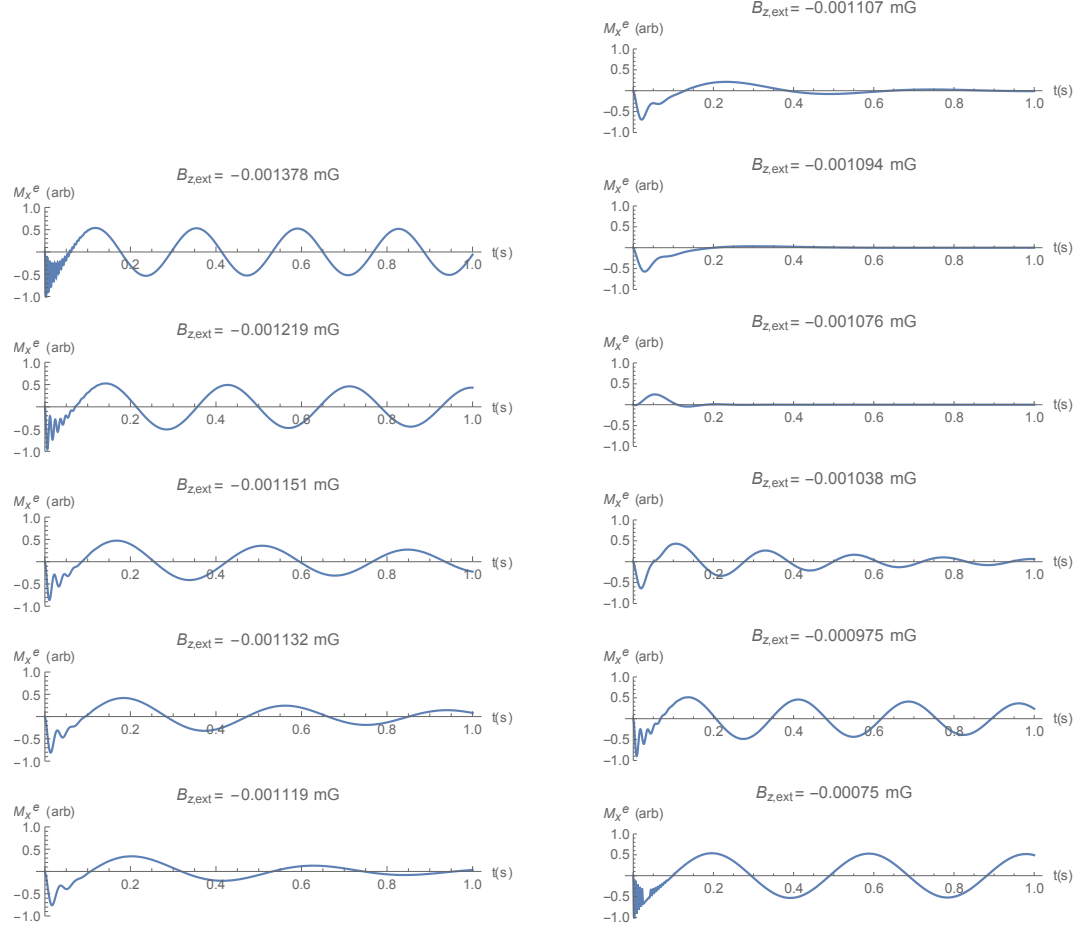 B_z,ext = −0.001378 mG
M_x^e (arb)
1.0
0.5
−0.5
−1.0
0.2 0.4 0.6 0.8 1.0
t(s)
B_z,ext = −0.001219 mG
M_x^e (arb)
1.0
0.5
−0.5
−1.0
0.2 0.4 0.6 0.8 1.0
t(s)
B_z,ext = −0.001151 mG
M_x^e (arb)
1.0
0.5
−0.5
−1.0
0.2 0.4 0.6 0.8 1.0
t(s)
B_z,ext = −0.001132 mG
M_x^e (arb)
1.0
0.5
−0.5
−1.0
0.2 0.4 0.6 0.8 1.0
t(s)
B_z,ext = −0.001119 mG
M_x^e (arb)
1.0
0.5
−0.5
−1.0
0.2 0.4 0.6 0.8 1.0
t(s)
B_z,ext = −0.001107 mG
M_x^e (arb)
1.0
0.5
−0.5
−1.0
0.2 0.4 0.6 0.8 1.0
t(s)
B_z,ext = −0.001094 mG
M_x^e (arb)
1.0
0.5
−0.5
−1.0
0.2 0.4 0.6 0.8 1.0
t(s)
B_z,ext = −0.001076 mG
M_x^e (arb)
1.0
0.5
−0.5
−1.0
0.2 0.4 0.6 0.8 1.0
t(s)
B_z,ext = −0.001038 mG
M_x^e (arb)
1.0
0.5
−0.5
−1.0
0.2 0.4 0.6 0.8 1.0
t(s)
B_z,ext = −0.000975 mG
M_x^e (arb)
1.0
0.5
−0.5
−1.0
0.2 0.4 0.6 0.8 1.0
t(s)
B_z,ext = −0.00075 mG
M_x^e (arb)
1.0
0.5
−0.5
−1.0
0.2 0.4 0.6 0.8 1.0
t(s)